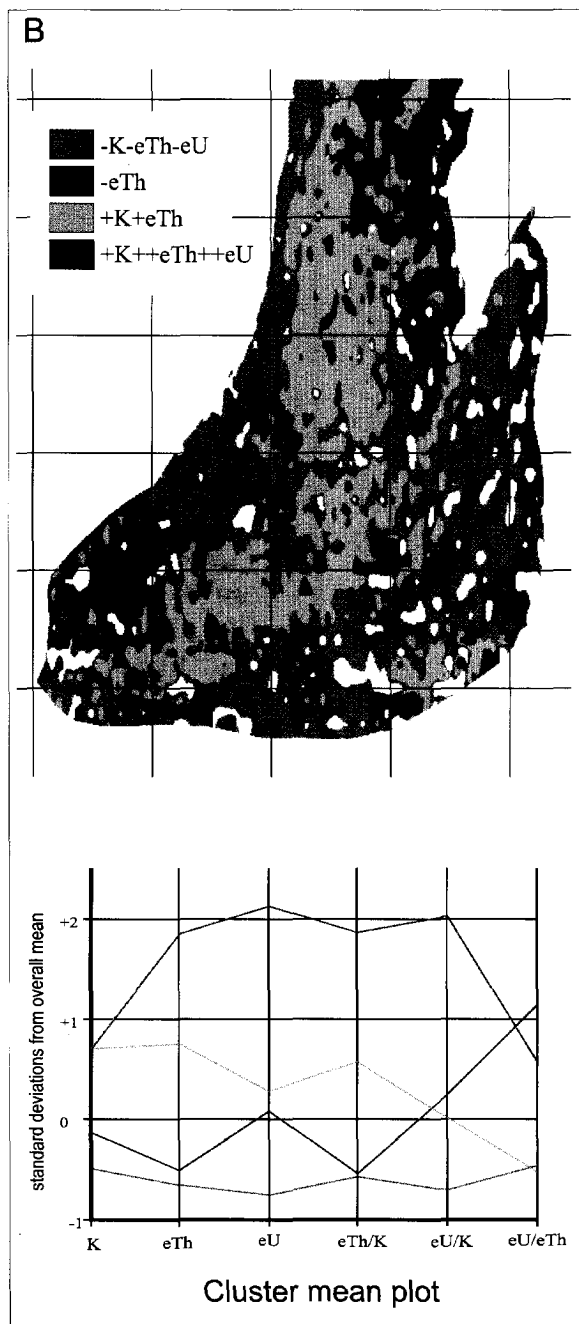 B
-K-eTh-eU
-eTh
+K+eTh
+K++eTh++eU
standard deviations from overall mean
+2
+1
0
-1
K eTh eU eTh/K eU/K eU/eTh
Cluster mean plot